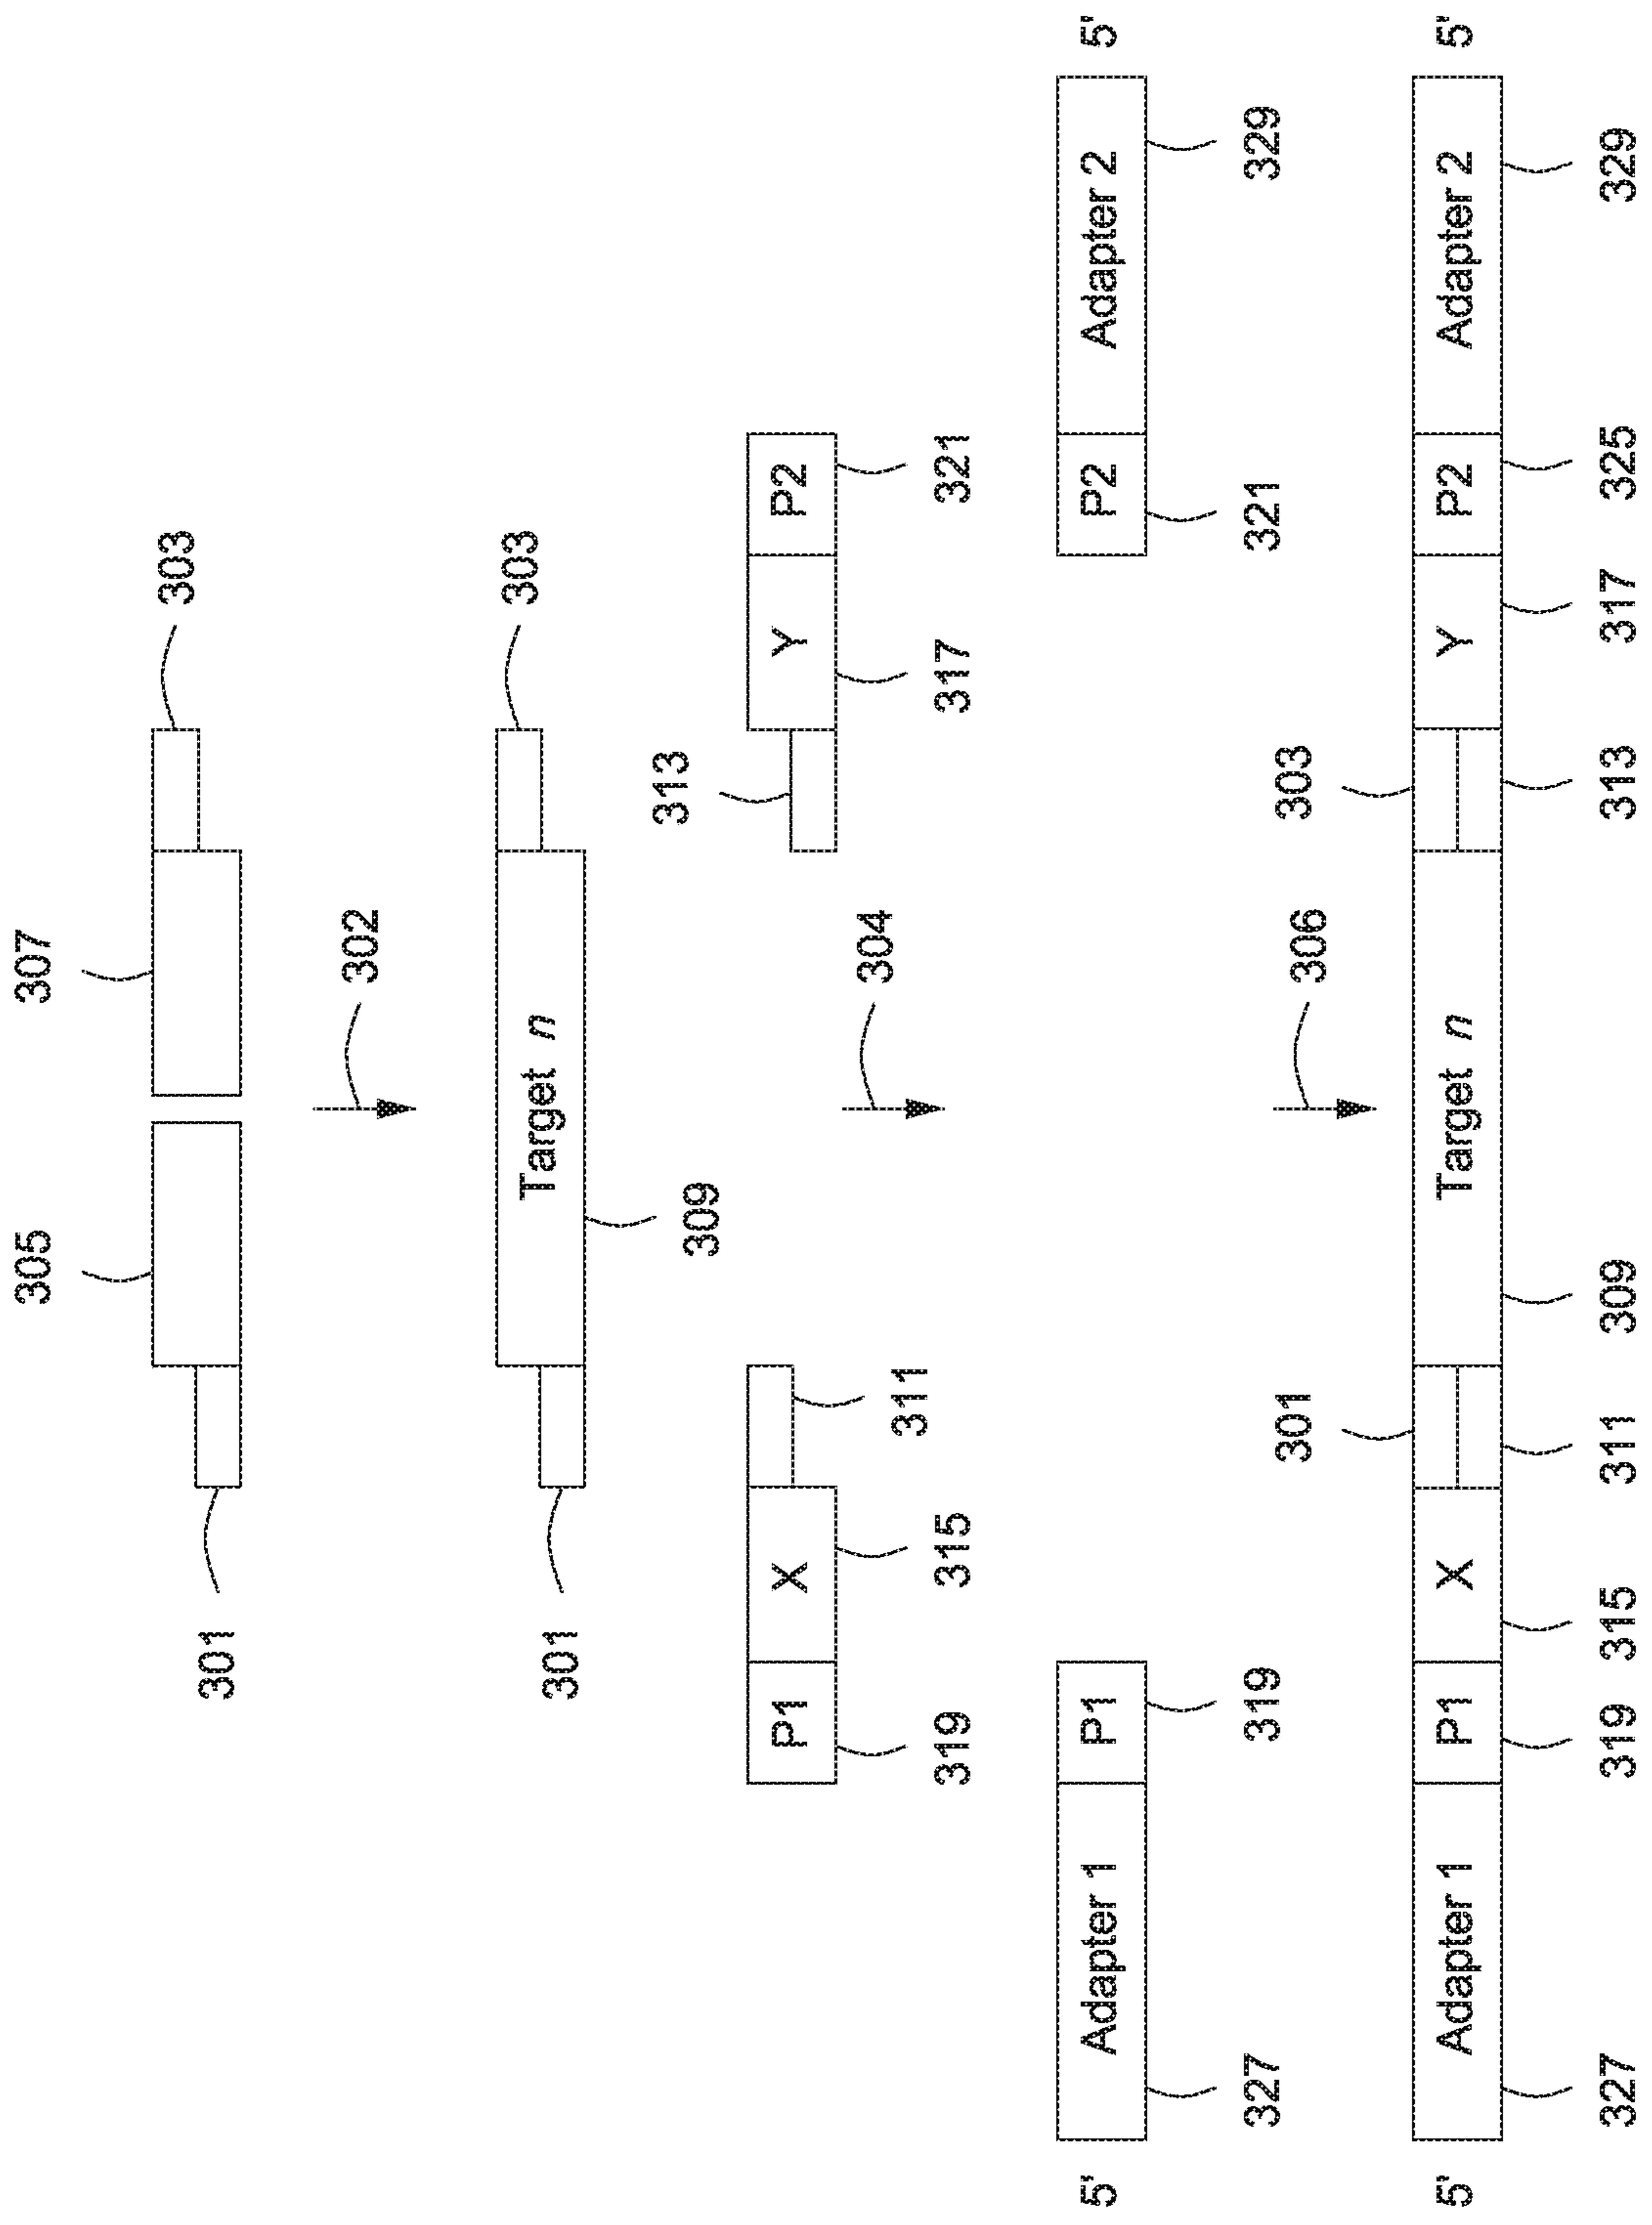 305 307
303
301
302
301 Target n 303
313
309
P1 X Y P2
304
311
319 315 317 321
5' Adapter 1 P1 P2 Adapter 2 5'
327 319 321 329
301 306 303
5' Adapter 1 P1 X Target n Y P2 Adapter 2 5'
327 319 315 311 309 313 317 325 329